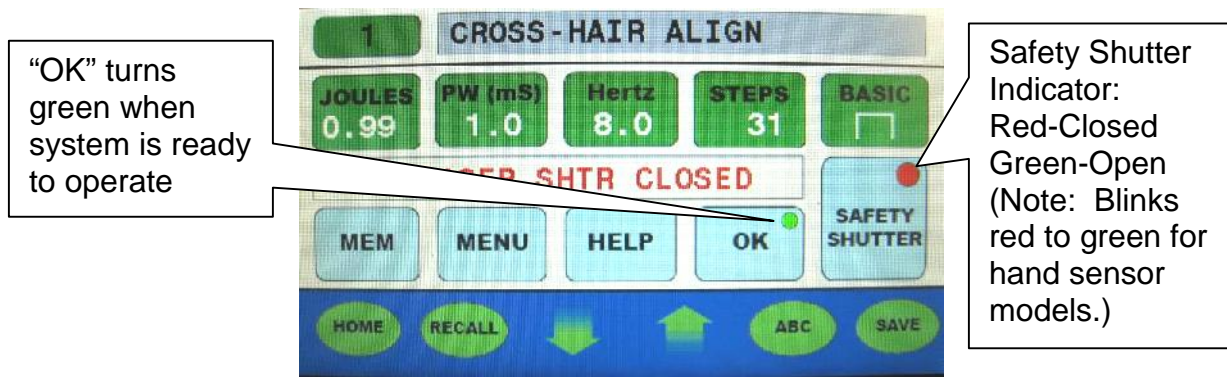 “OK” turns
green when
system is ready
to operate
1 CROSS-HAIR ALIGN
JOULES PW (mS) Hertz STEPS BASIC
0.99 1.0 8.0 31
SHTR CLOSED
MEM MENU HELP OK SAFETY
SHUTTER
HOME RECALL ABC SAVE
Safety Shutter
Indicator:
Red-Closed
Green-Open
(Note: Blinks
red to green for
hand sensor
models.)